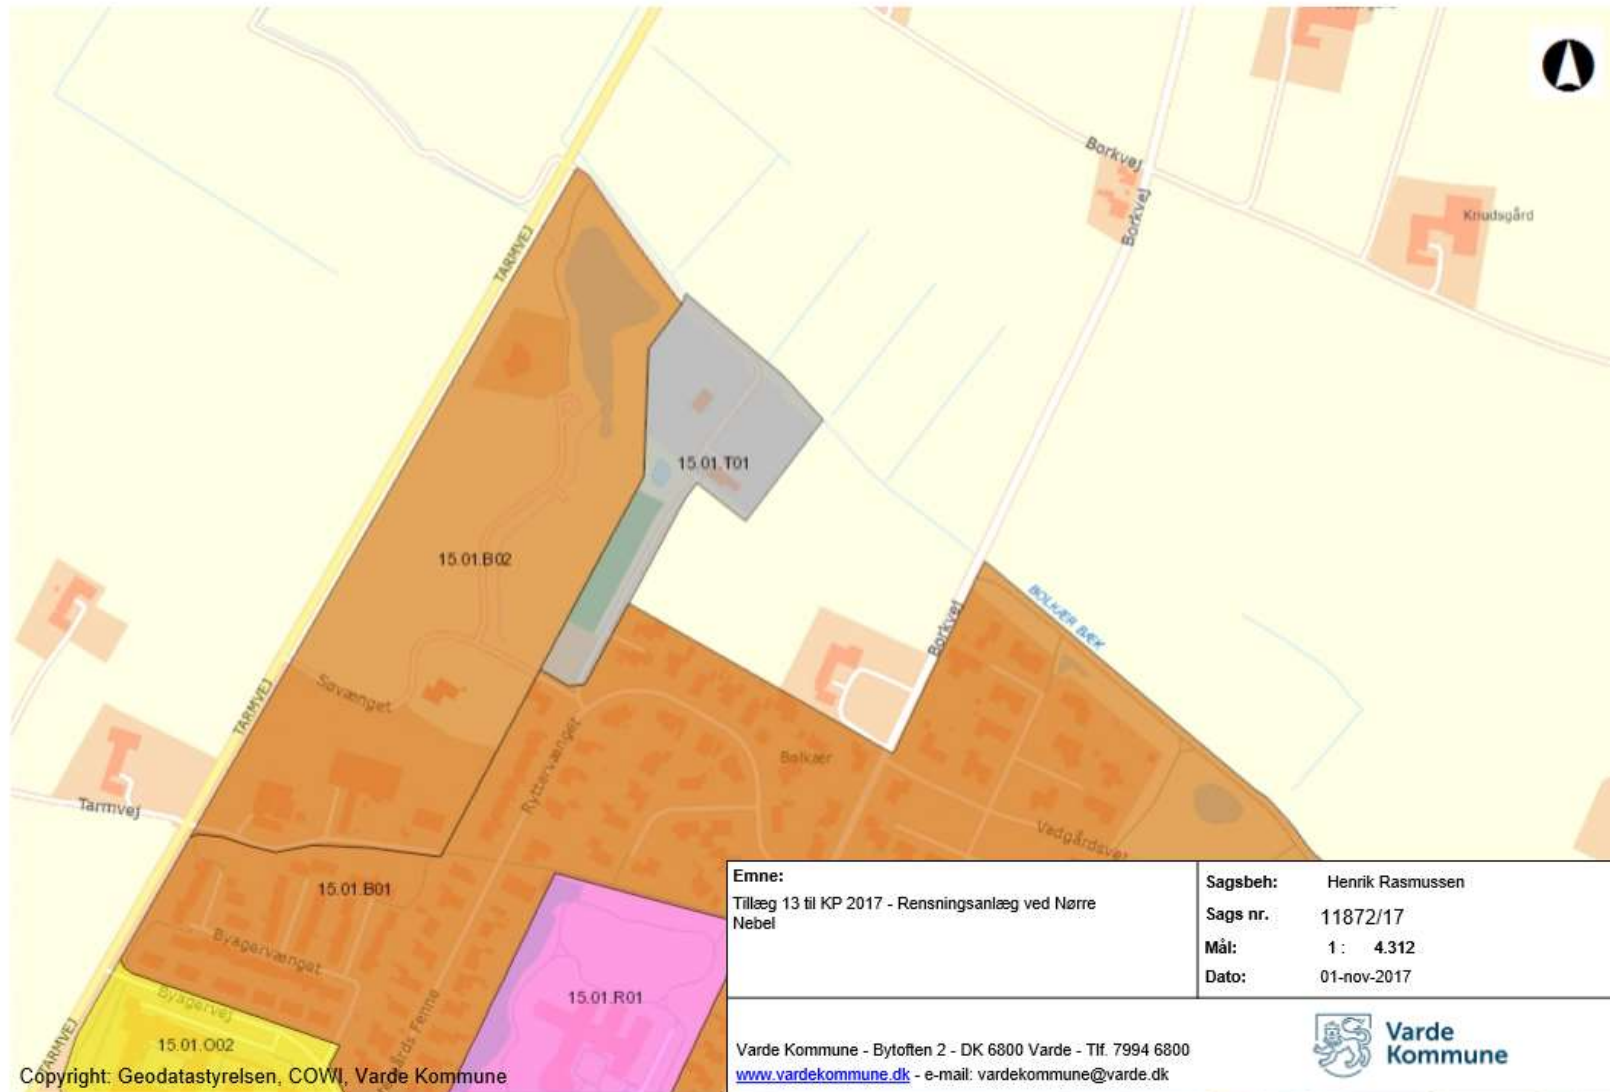 Borkvej
Borkvej
Knudsgård
TARMVEJ
15.01.T01
15.01.B02
Borkvej
BOLKÆR BÆK
TARMVEJ
Søvænget
Ryttervænget
Bolkær
Tarmvej
Vadgårdsvej
15.01.B01
Byagervænget
15.01.R01
Byagervej
15.01.O02
TARMVEJ
Fenne
Copyright: Geodatastyrelsen, COWI, Varde Kommune
Emne:
Tillæg 13 til KP 2017 - Rensningsanlæg ved Nørre
Nebel
Sagsbeh: Henrik Rasmussen
Sags nr. 11872/17
Mål: 1 : 4.312
Dato: 01-nov-2017
Varde Kommune - Bytoften 2 - DK 6800 Varde - Tlf. 7994 6800
www.vardekommune.dk - e-mail: vardekommune@varde.dk
Varde
Kommune